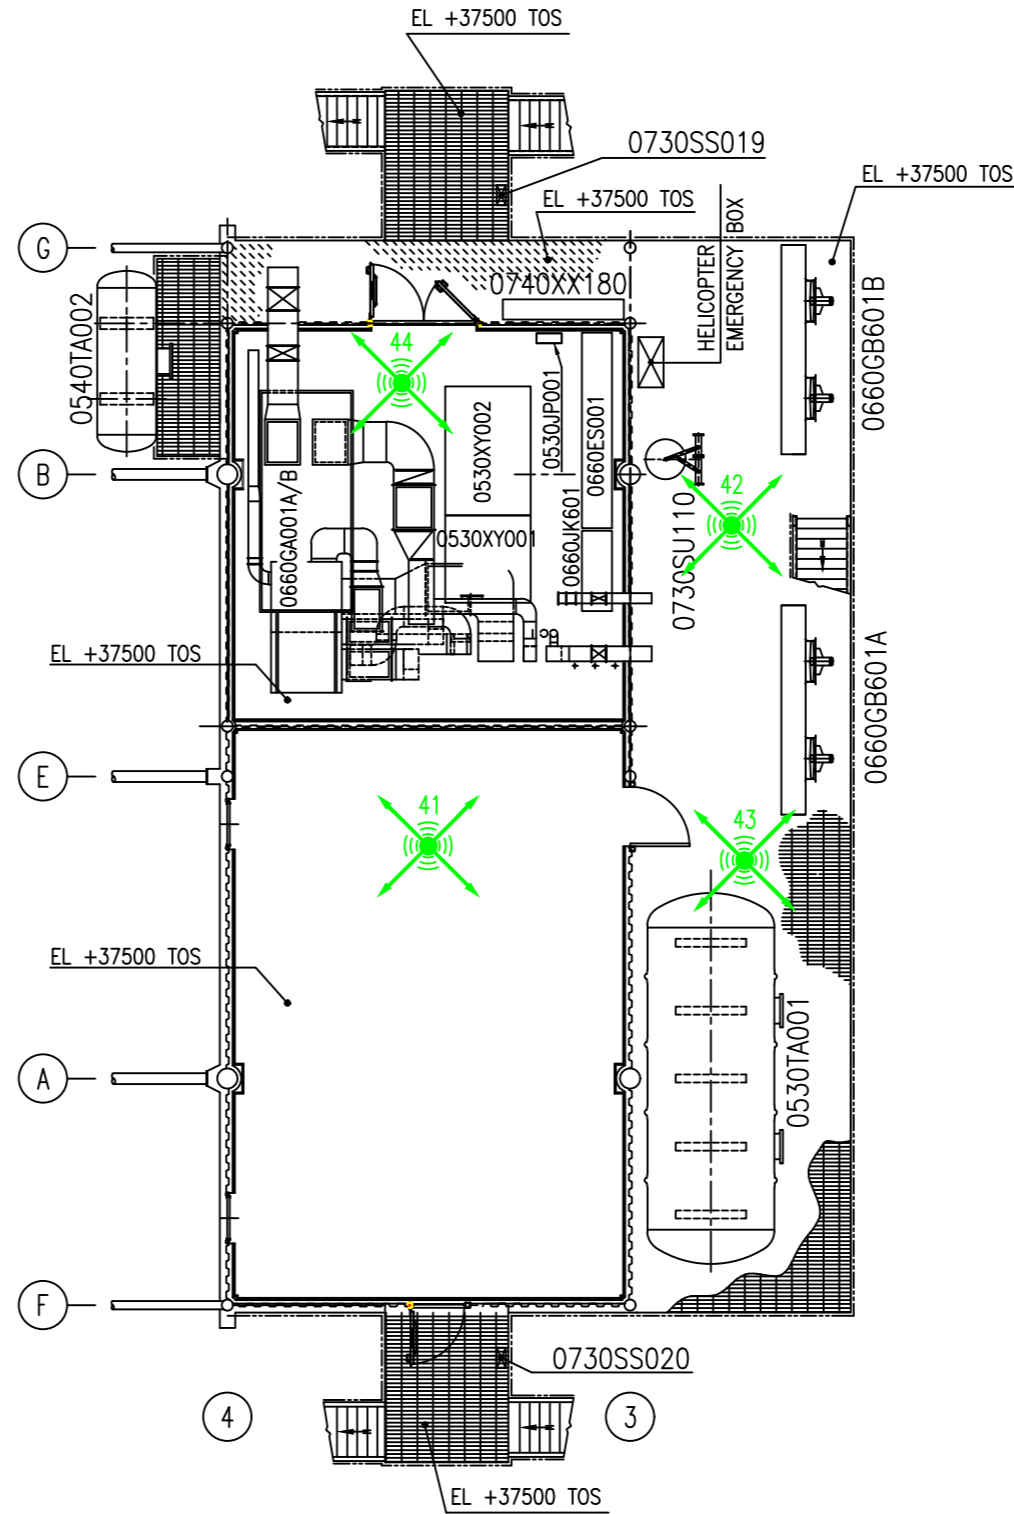 EL +37500 TOS
0730SS019
EL +37500 TOS
EL +37500 TOS
HELICOPTER
EMERGENCY BOX
G
0740XX180
0540TA002
0660GB601B
44
0530JP001
0530XY002
0660ES001
B
0660GA001A/B
42
0530XY001
0660JK601
0730SU110
EL +37500 TOS
0660GB601A
E
41
43
EL +37500 TOS
0530TA001
A
F
0730SS020
4
3
EL +37500 TOS